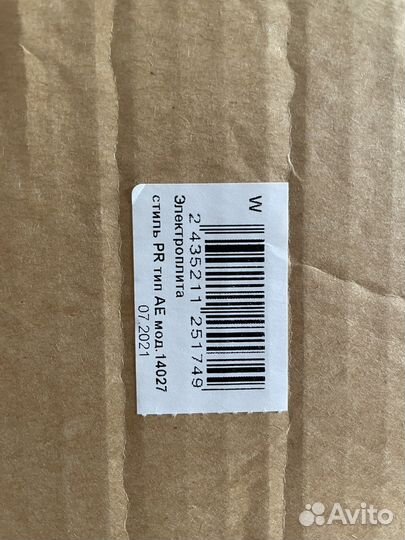 W
2 435211 251749
Электроплита
стиль PR тип AE мод.14027
07.2021
Avito